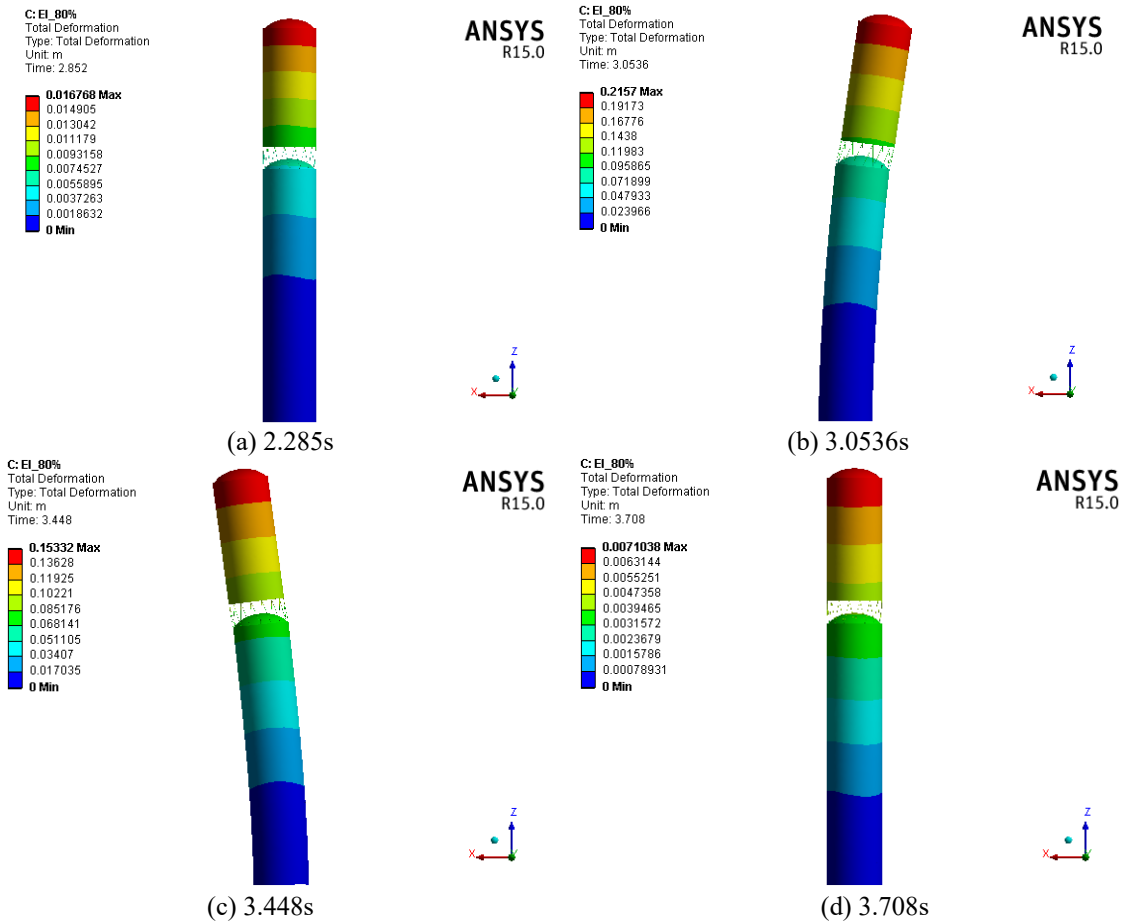 C: EI_80%
Total Deformation
Type: Total Deformation
Unit: m
Time: 2.852
0.016768 Max
0.014905
0.013042
0.011179
0.0093158
0.0074527
0.0055895
0.0037263
0.0018632
0 Min
ANSYS
R15.0
Z
X
Y
(a) 2.285s
C: EI_80%
Total Deformation
Type: Total Deformation
Unit: m
Time: 3.0536
0.2157 Max
0.19173
0.16776
0.1438
0.11983
0.095865
0.071899
0.047933
0.023966
0 Min
ANSYS
R15.0
Z
X
Y
(b) 3.0536s
C: EI_80%
Total Deformation
Type: Total Deformation
Unit: m
Time: 3.448
0.15332 Max
0.13628
0.11925
0.10221
0.085176
0.068141
0.051105
0.03407
0.017035
0 Min
ANSYS
R15.0
Z
X
Y
(c) 3.448s
C: EI_80%
Total Deformation
Type: Total Deformation
Unit: m
Time: 3.708
0.0071038 Max
0.0063144
0.0055251
0.0047358
0.0039465
0.0031572
0.0023679
0.0015786
0.00078931
0 Min
ANSYS
R15.0
Z
X
Y
(d) 3.708s